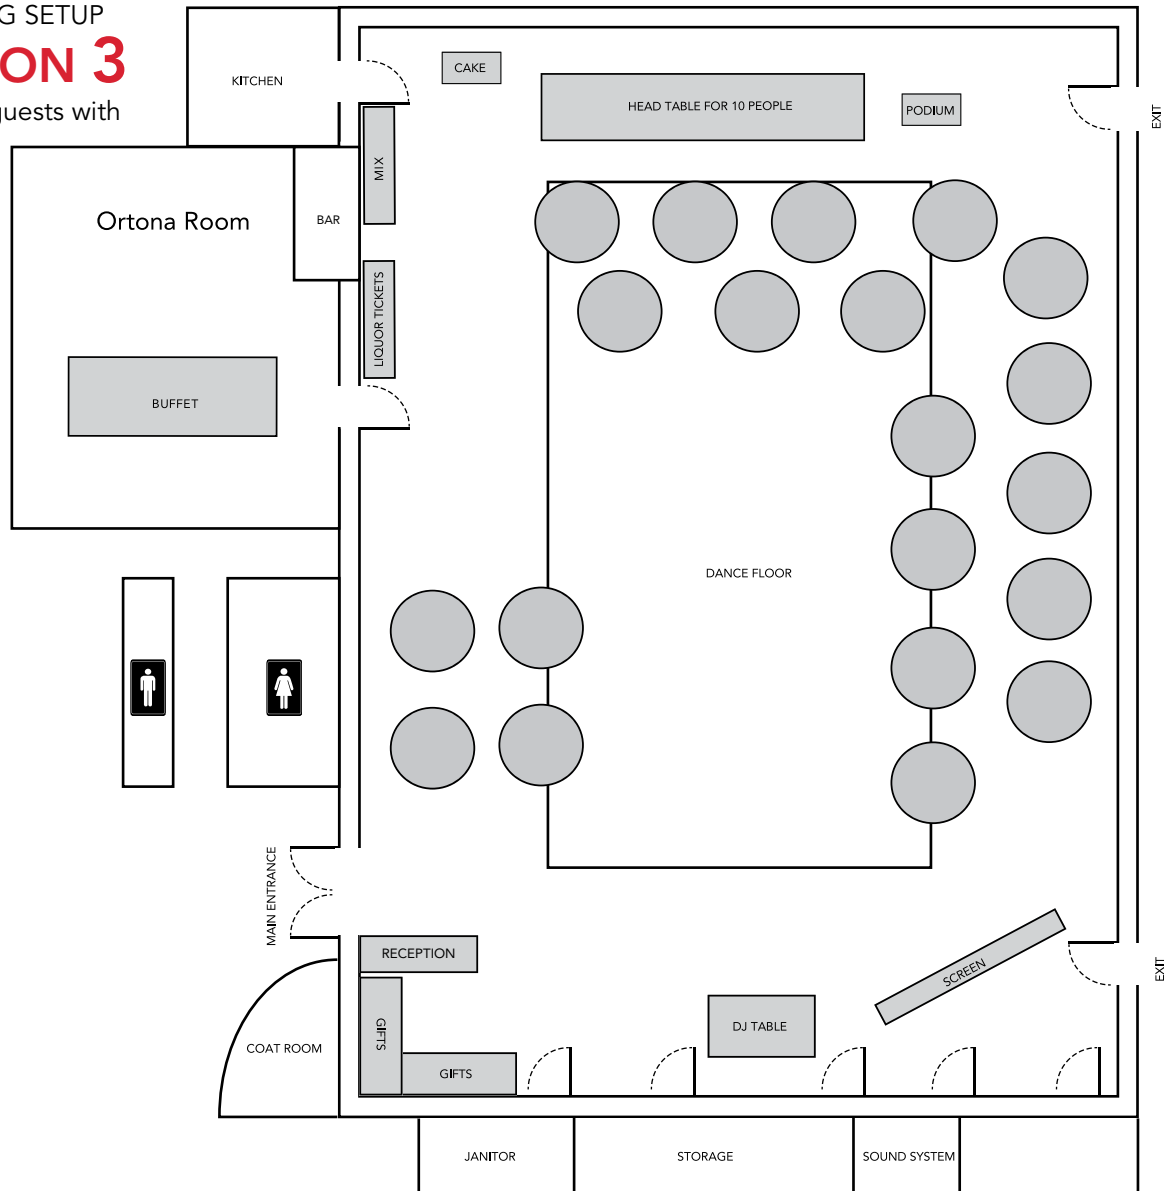 G SETUP
ON 3
guests with
KITCHEN
CAKE
HEAD TABLE FOR 10 PEOPLE
PODIUM
EXIT
MIX
Ortona Room
BAR
LIQUOR TICKETS
BUFFET
DANCE FLOOR
MAIN ENTRANCE
RECEPTION
SCREEN
EXIT
GIFTS
DJ TABLE
COAT ROOM
GIFTS
JANITOR
STORAGE
SOUND SYSTEM